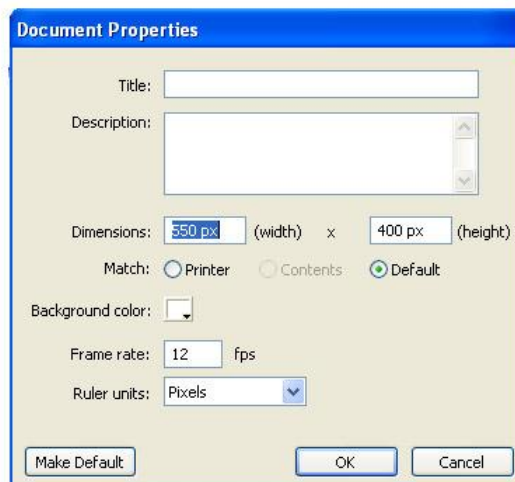 Document Properties
Title:
Description:
Dimensions: 550 px (width) x 400 px (height)
Match: Printer Contents Default
Background color:
Frame rate: 12 fps
Ruler units: Pixels
Make Default OK Cancel